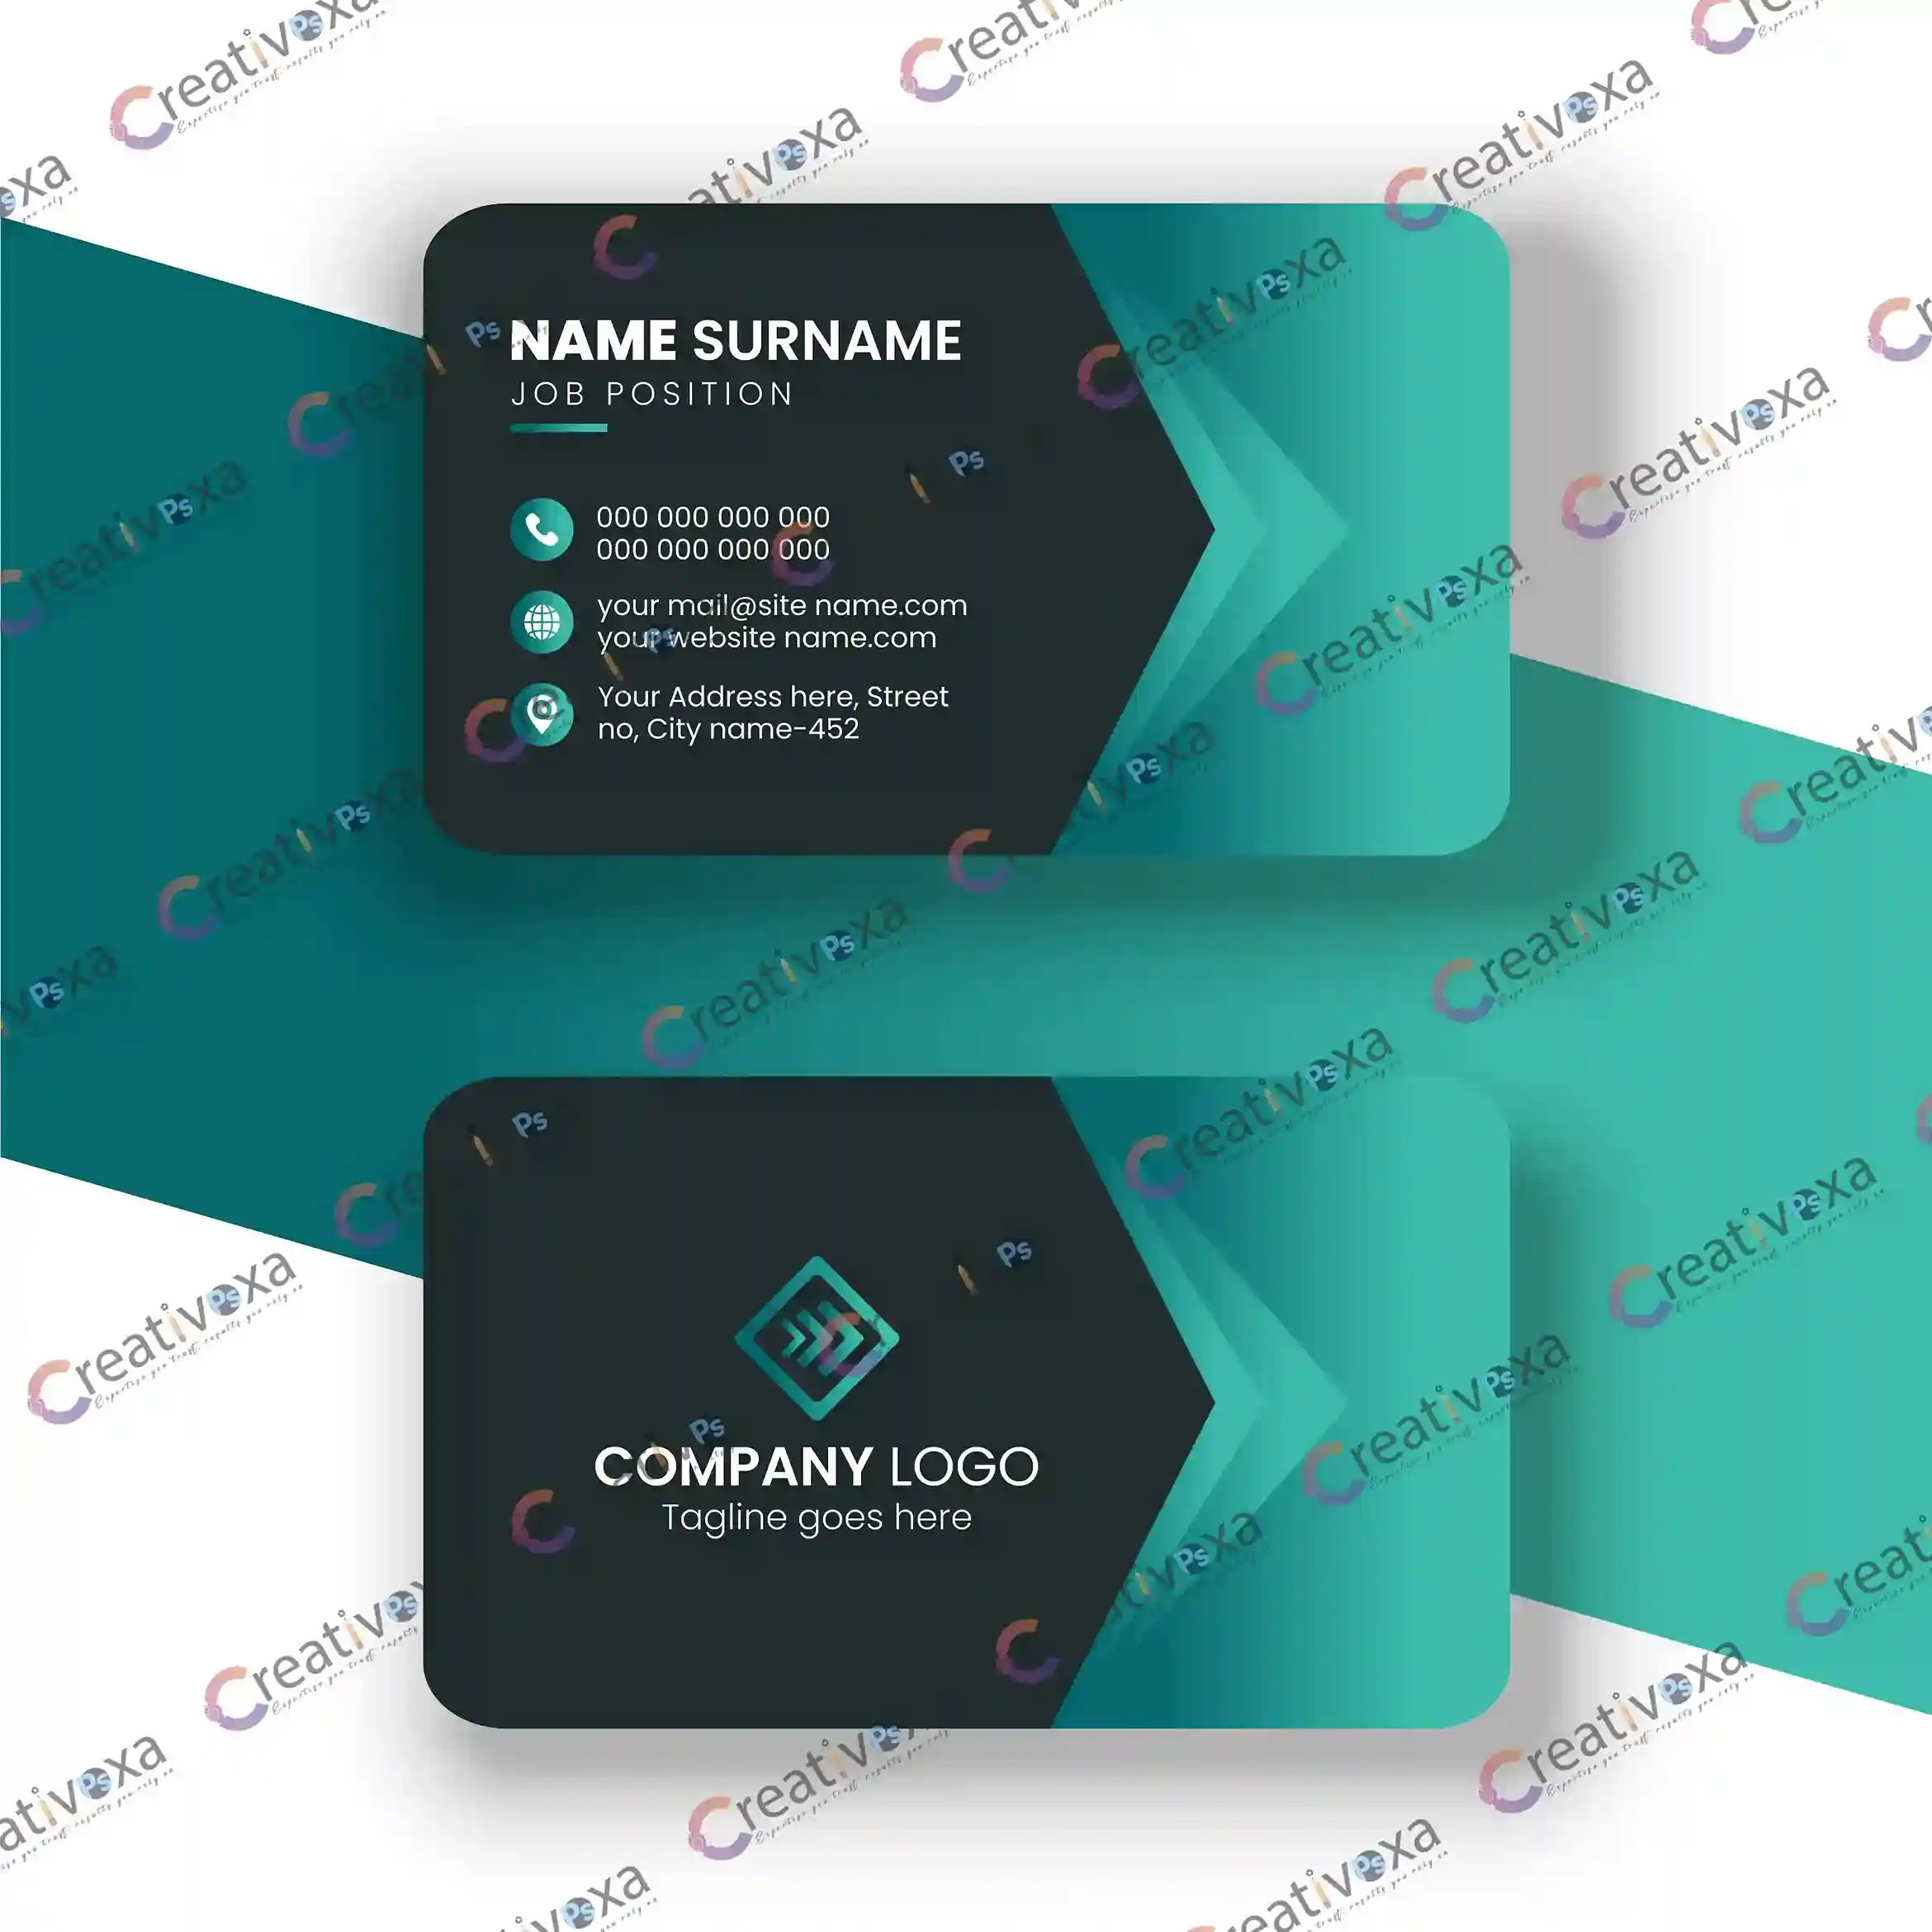 Creativoxa
NAME SURNAME
JOB POSITION
000 000 000 000
000 000 000 000
your mail@site name.com
your website name.com
Your Address here, Street
no, City name-452
COMPANY LOGO
Tagline goes here